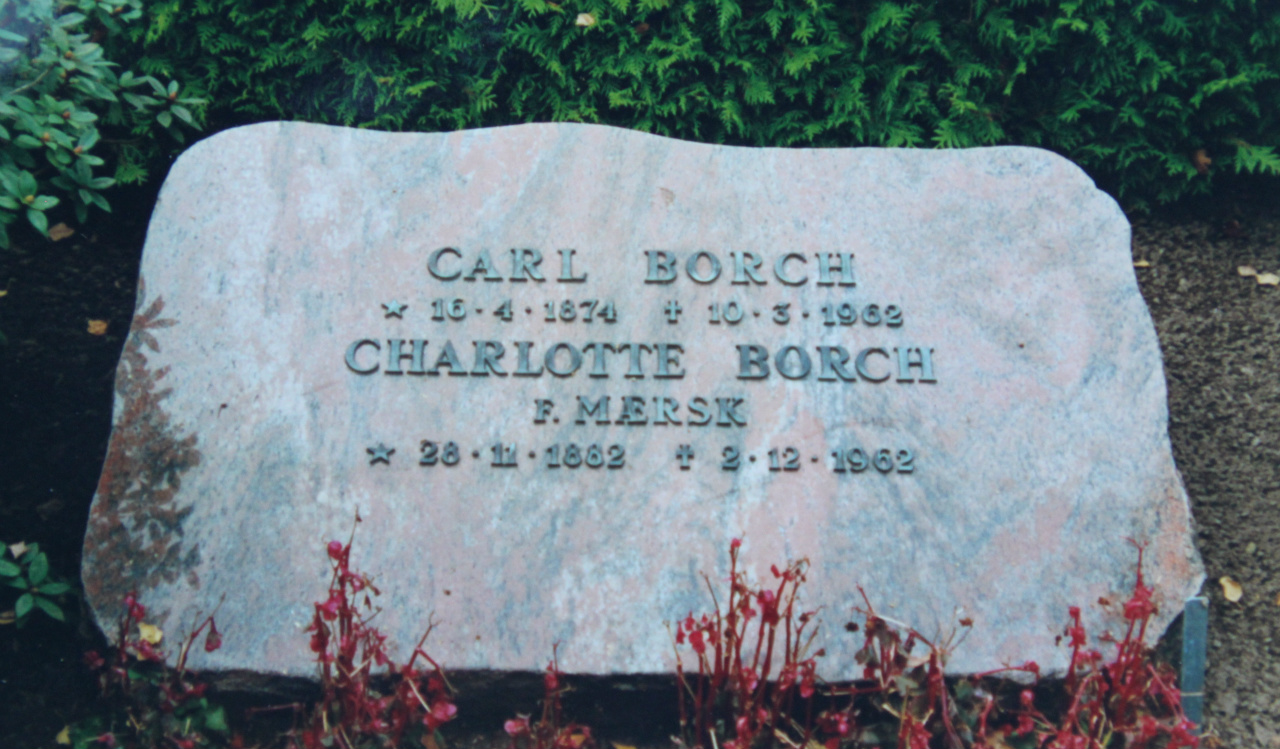 CARL BORCH
★ 16·4·1874 ✝ 10·3·1962
CHARLOTTE BORCH
F. MÆRSK
★ 28·11·1882 ✝ 2·12·1962